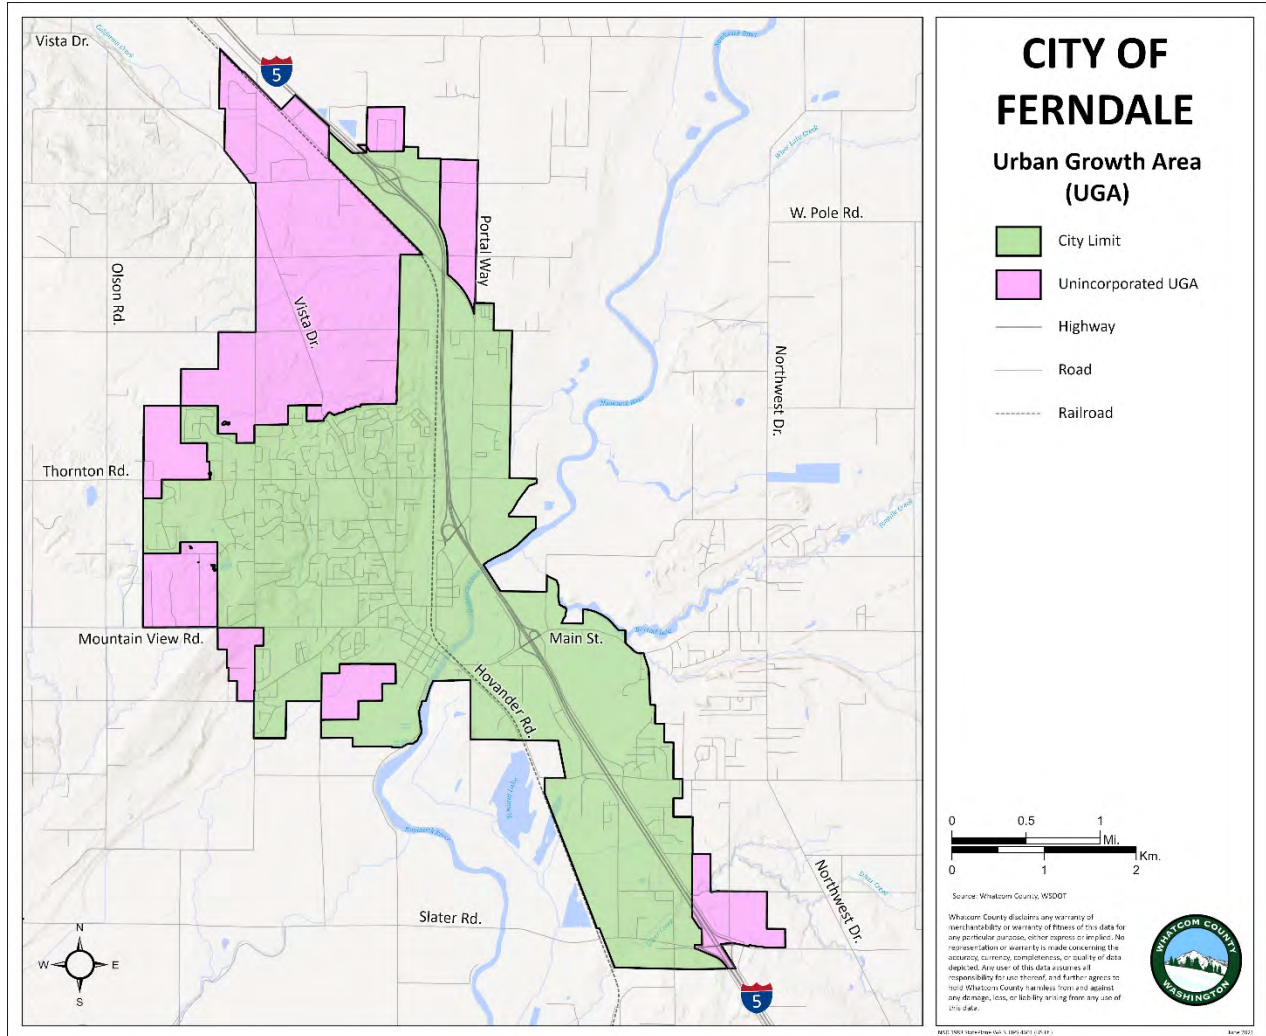 CITY OF
FERNDALE
Urban Growth Area
(UGA)
City Limit
Unincorporated UGA
Highway
Road
Railroad
0 0.5 1
Mi.
0 1 2
Km.
Source: Whatcom County, WSDOT
Whatcom County disclaims any warranty of
merchantability or warranty of fitness of this data for
any particular purpose, either express or implied. No
representation or warranty is made concerning the
accuracy, currency, completeness, or quality of data
depicted. Any user of this data assumes all
responsibility for use thereof, and further agrees to
hold Whatcom County harmless from and against
any damage, loss, or liability arising from any use of
this data.
WHATCOM COUNTY
WASHINGTON
Vista Dr.
5
W. Pole Rd.
Portal Way
Olson Rd.
Vista Dr.
Northwest Dr.
Nooksack River
Thornton Rd.
Mountain View Rd.
Main St.
Hovander Rd.
Northwest Dr.
Slater Rd.
N
W E
S
5